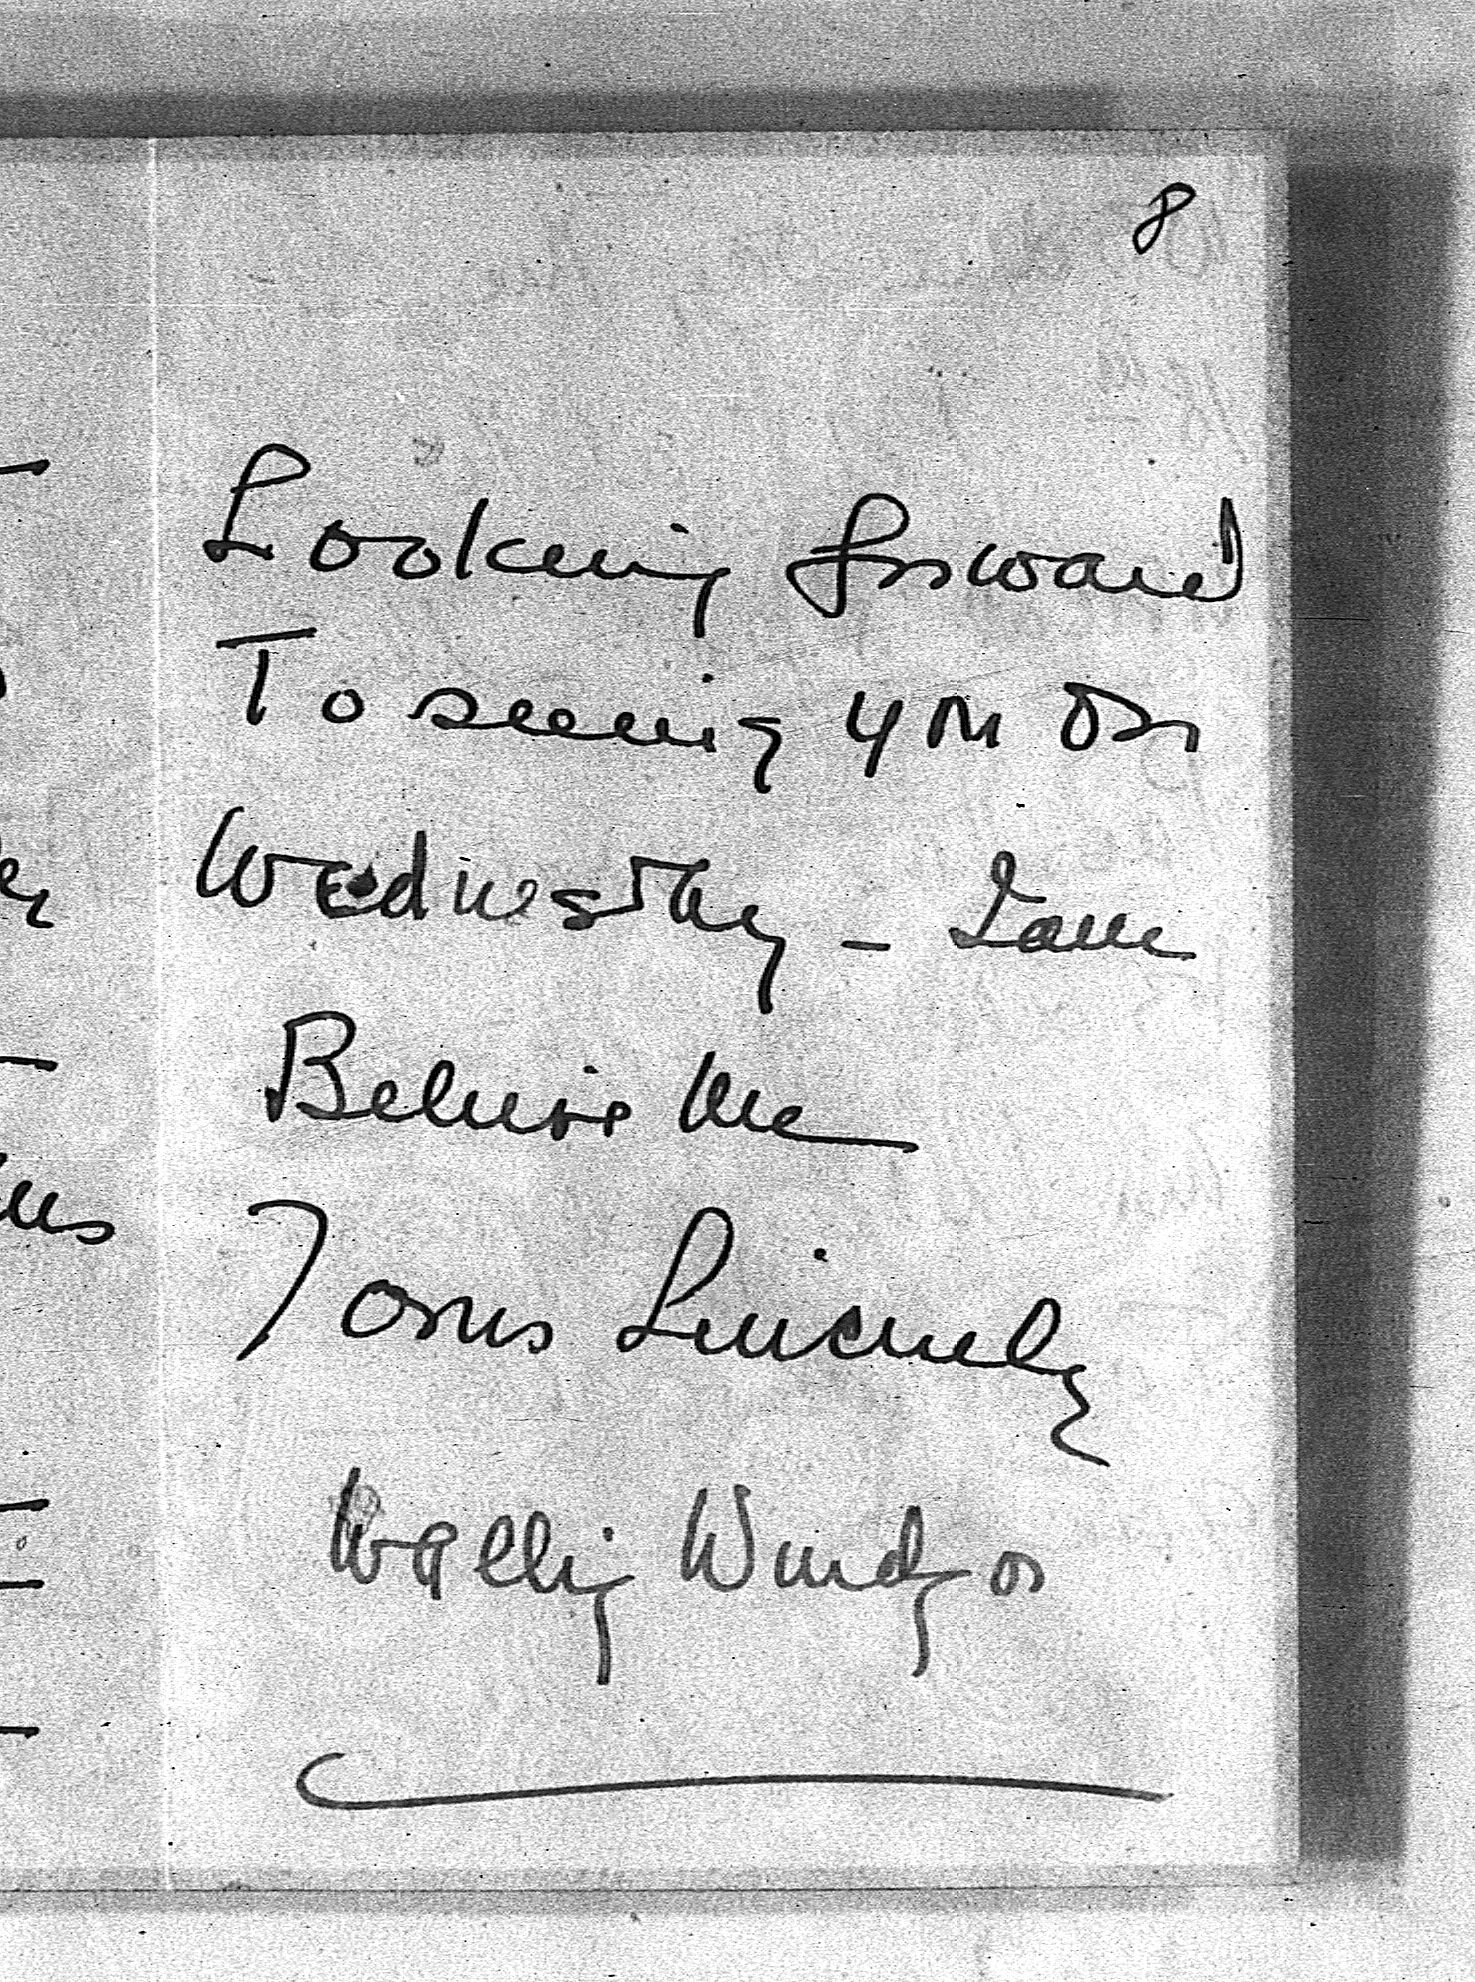 8
Looking forward
To seeing you on
Wednesday – I am
Believe Me
Yours Sincerely
Wallis Windsor